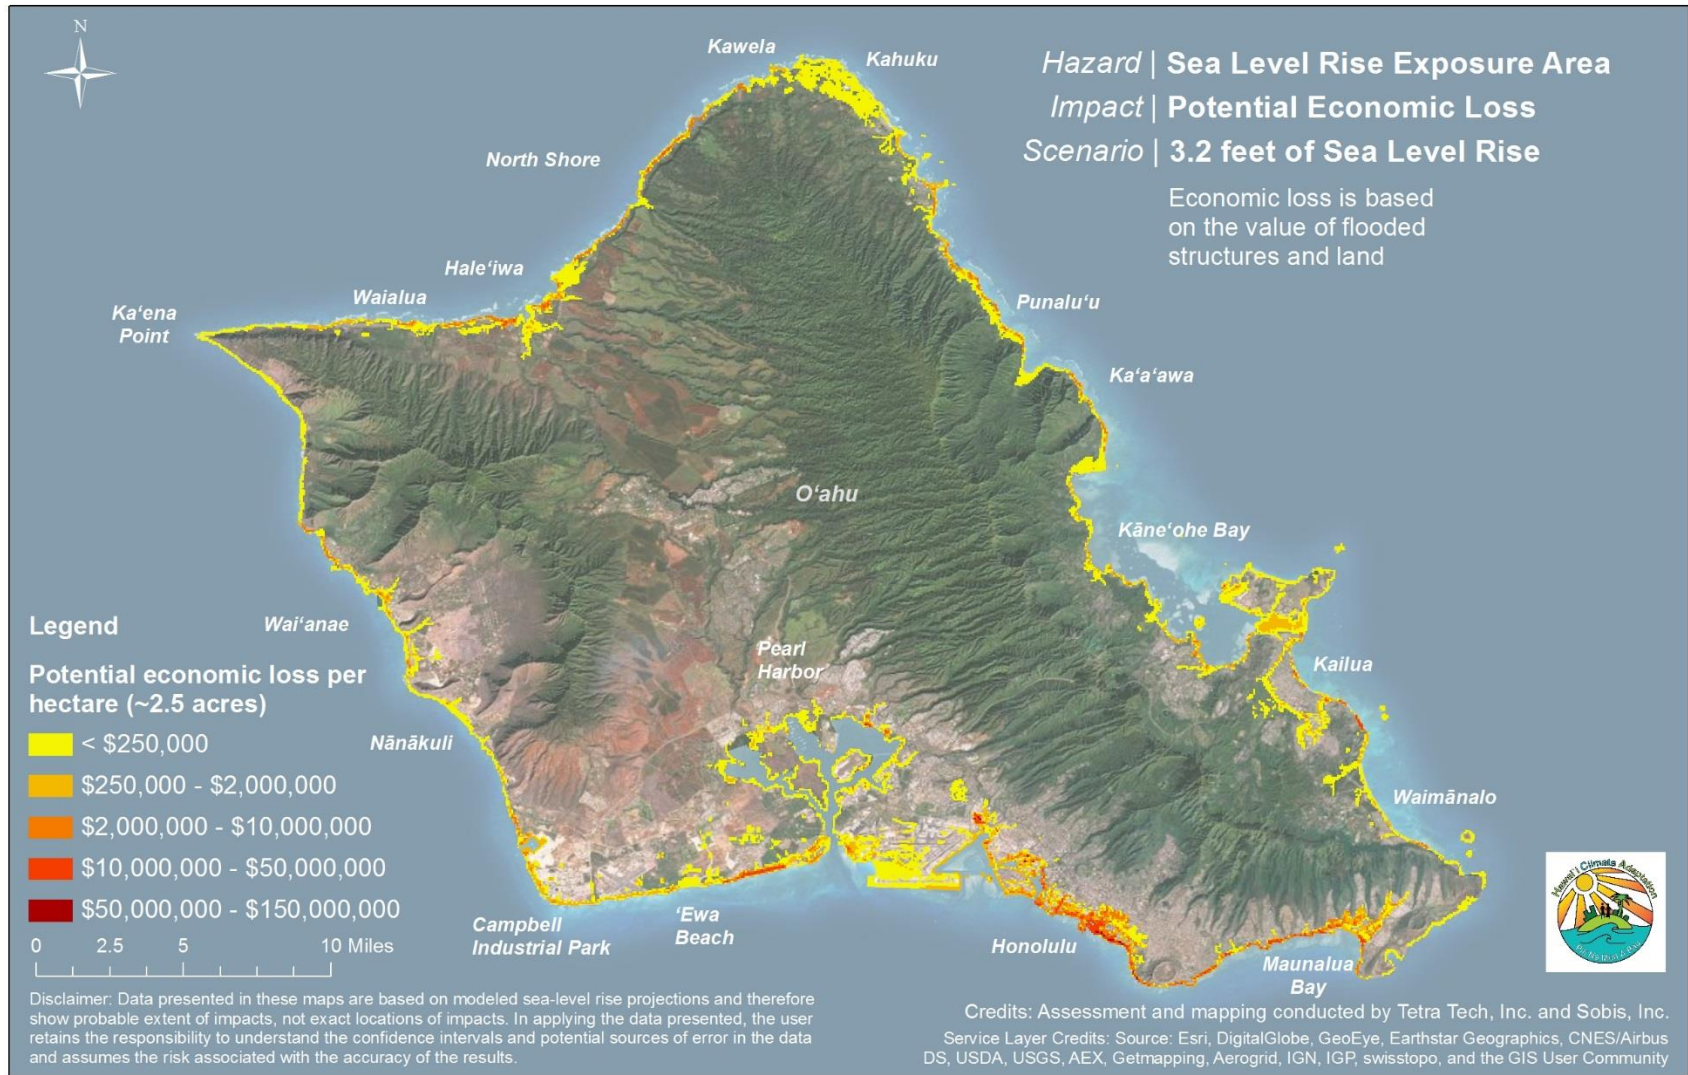 N
Hazard | Sea Level Rise Exposure Area
Impact | Potential Economic Loss
Scenario | 3.2 feet of Sea Level Rise
Economic loss is based
on the value of flooded
structures and land
Kawela
Kahuku
North Shore
Hale‘iwa
Waialua
Ka‘ena
Point
Punalu‘u
Ka‘a‘awa
O‘ahu
Kāne‘ohe Bay
Wai‘anae
Pearl
Harbor
Kailua
Nānākuli
Waimānalo
Campbell
Industrial Park
‘Ewa
Beach
Honolulu
Maunalua
Bay
Legend
Potential economic loss per
hectare (~2.5 acres)
< $250,000
$250,000 - $2,000,000
$2,000,000 - $10,000,000
$10,000,000 - $50,000,000
$50,000,000 - $150,000,000
0 2.5 5 10 Miles
Disclaimer: Data presented in these maps are based on modeled sea-level rise projections and therefore
show probable extent of impacts, not exact locations of impacts. In applying the data presented, the user
retains the responsibility to understand the confidence intervals and potential sources of error in the data
and assumes the risk associated with the accuracy of the results.
Hawai‘i Climate Adaptation
Credits: Assessment and mapping conducted by Tetra Tech, Inc. and Sobis, Inc.
Service Layer Credits: Source: Esri, DigitalGlobe, GeoEye, Earthstar Geographics, CNES/Airbus
DS, USDA, USGS, AEX, Getmapping, Aerogrid, IGN, IGP, swisstopo, and the GIS User Community